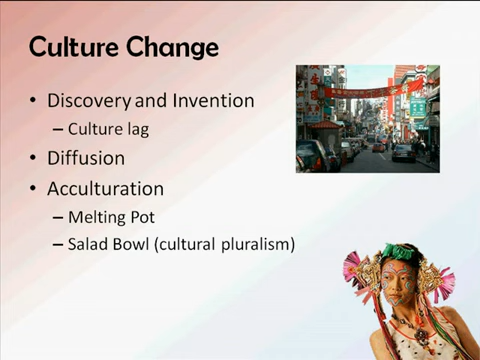 Culture Change
• Discovery and Invention
– Culture lag
• Diffusion
• Acculturation
– Melting Pot
– Salad Bowl (cultural pluralism)